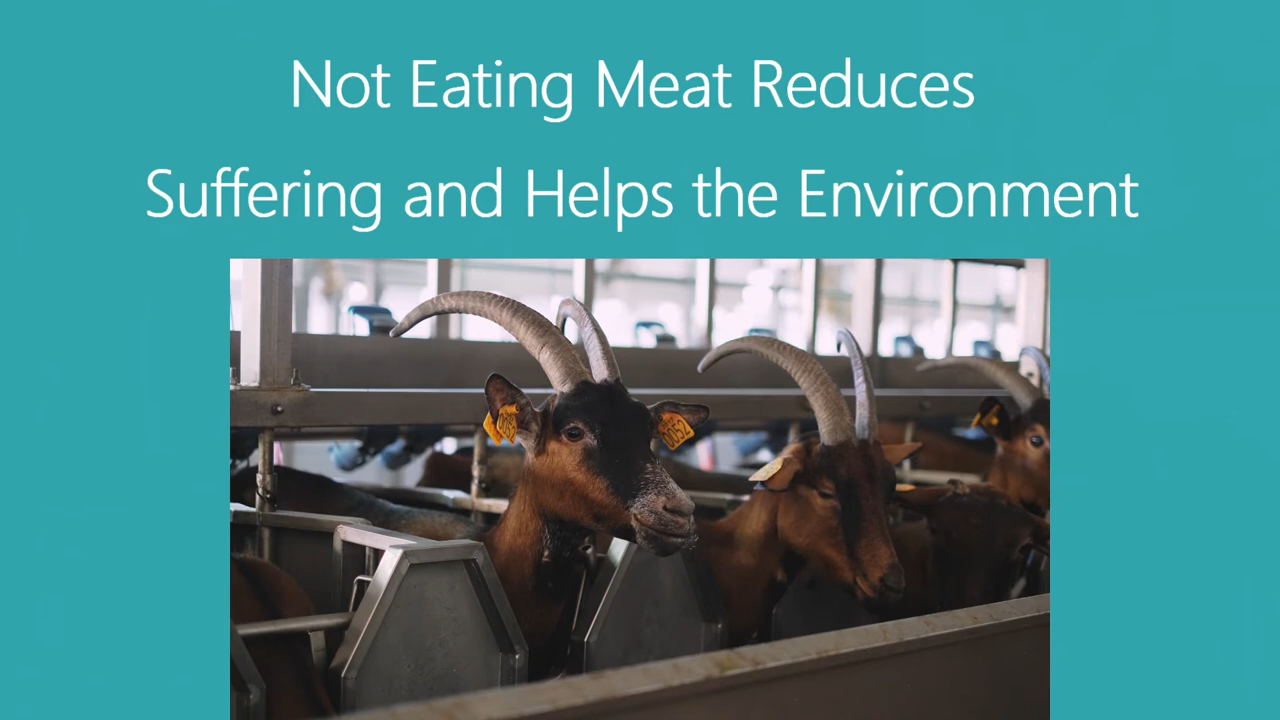 Not Eating Meat Reduces
Suffering and Helps the Environment
0052